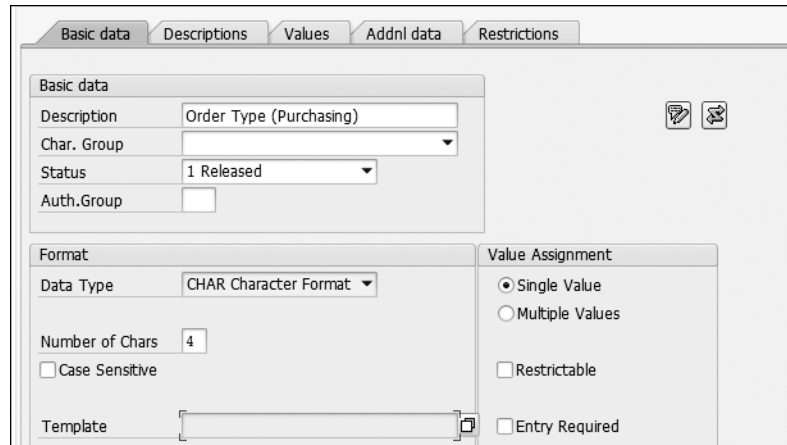 Basic data Descriptions Values Addnl data Restrictions
Basic data
Description Order Type (Purchasing)
Char. Group
Status 1 Released
Auth.Group
Format Value Assignment
Data Type CHAR Character Format Single Value
Multiple Values
Number of Chars 4
Case Sensitive Restrictable
Template Entry Required